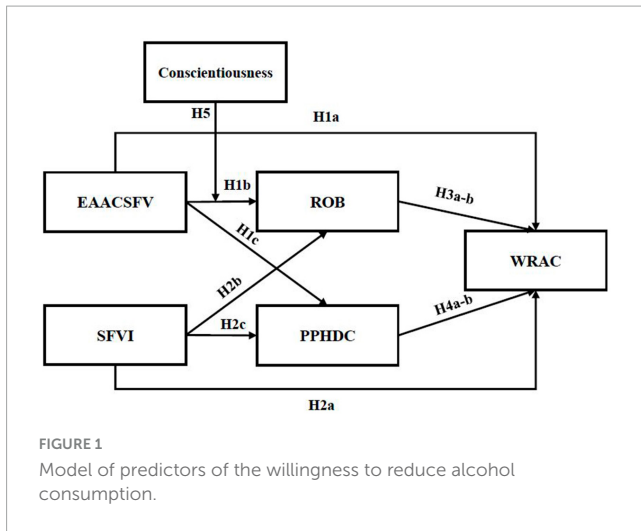 Conscientiousness
H5
H1a
EAACSFV
H1b
ROB
H3a-b
H1c
WRAC
H2b
H4a-b
SFVI
H2c
PPHDC
H2a
FIGURE 1
Model of predictors of the willingness to reduce alcohol
consumption.